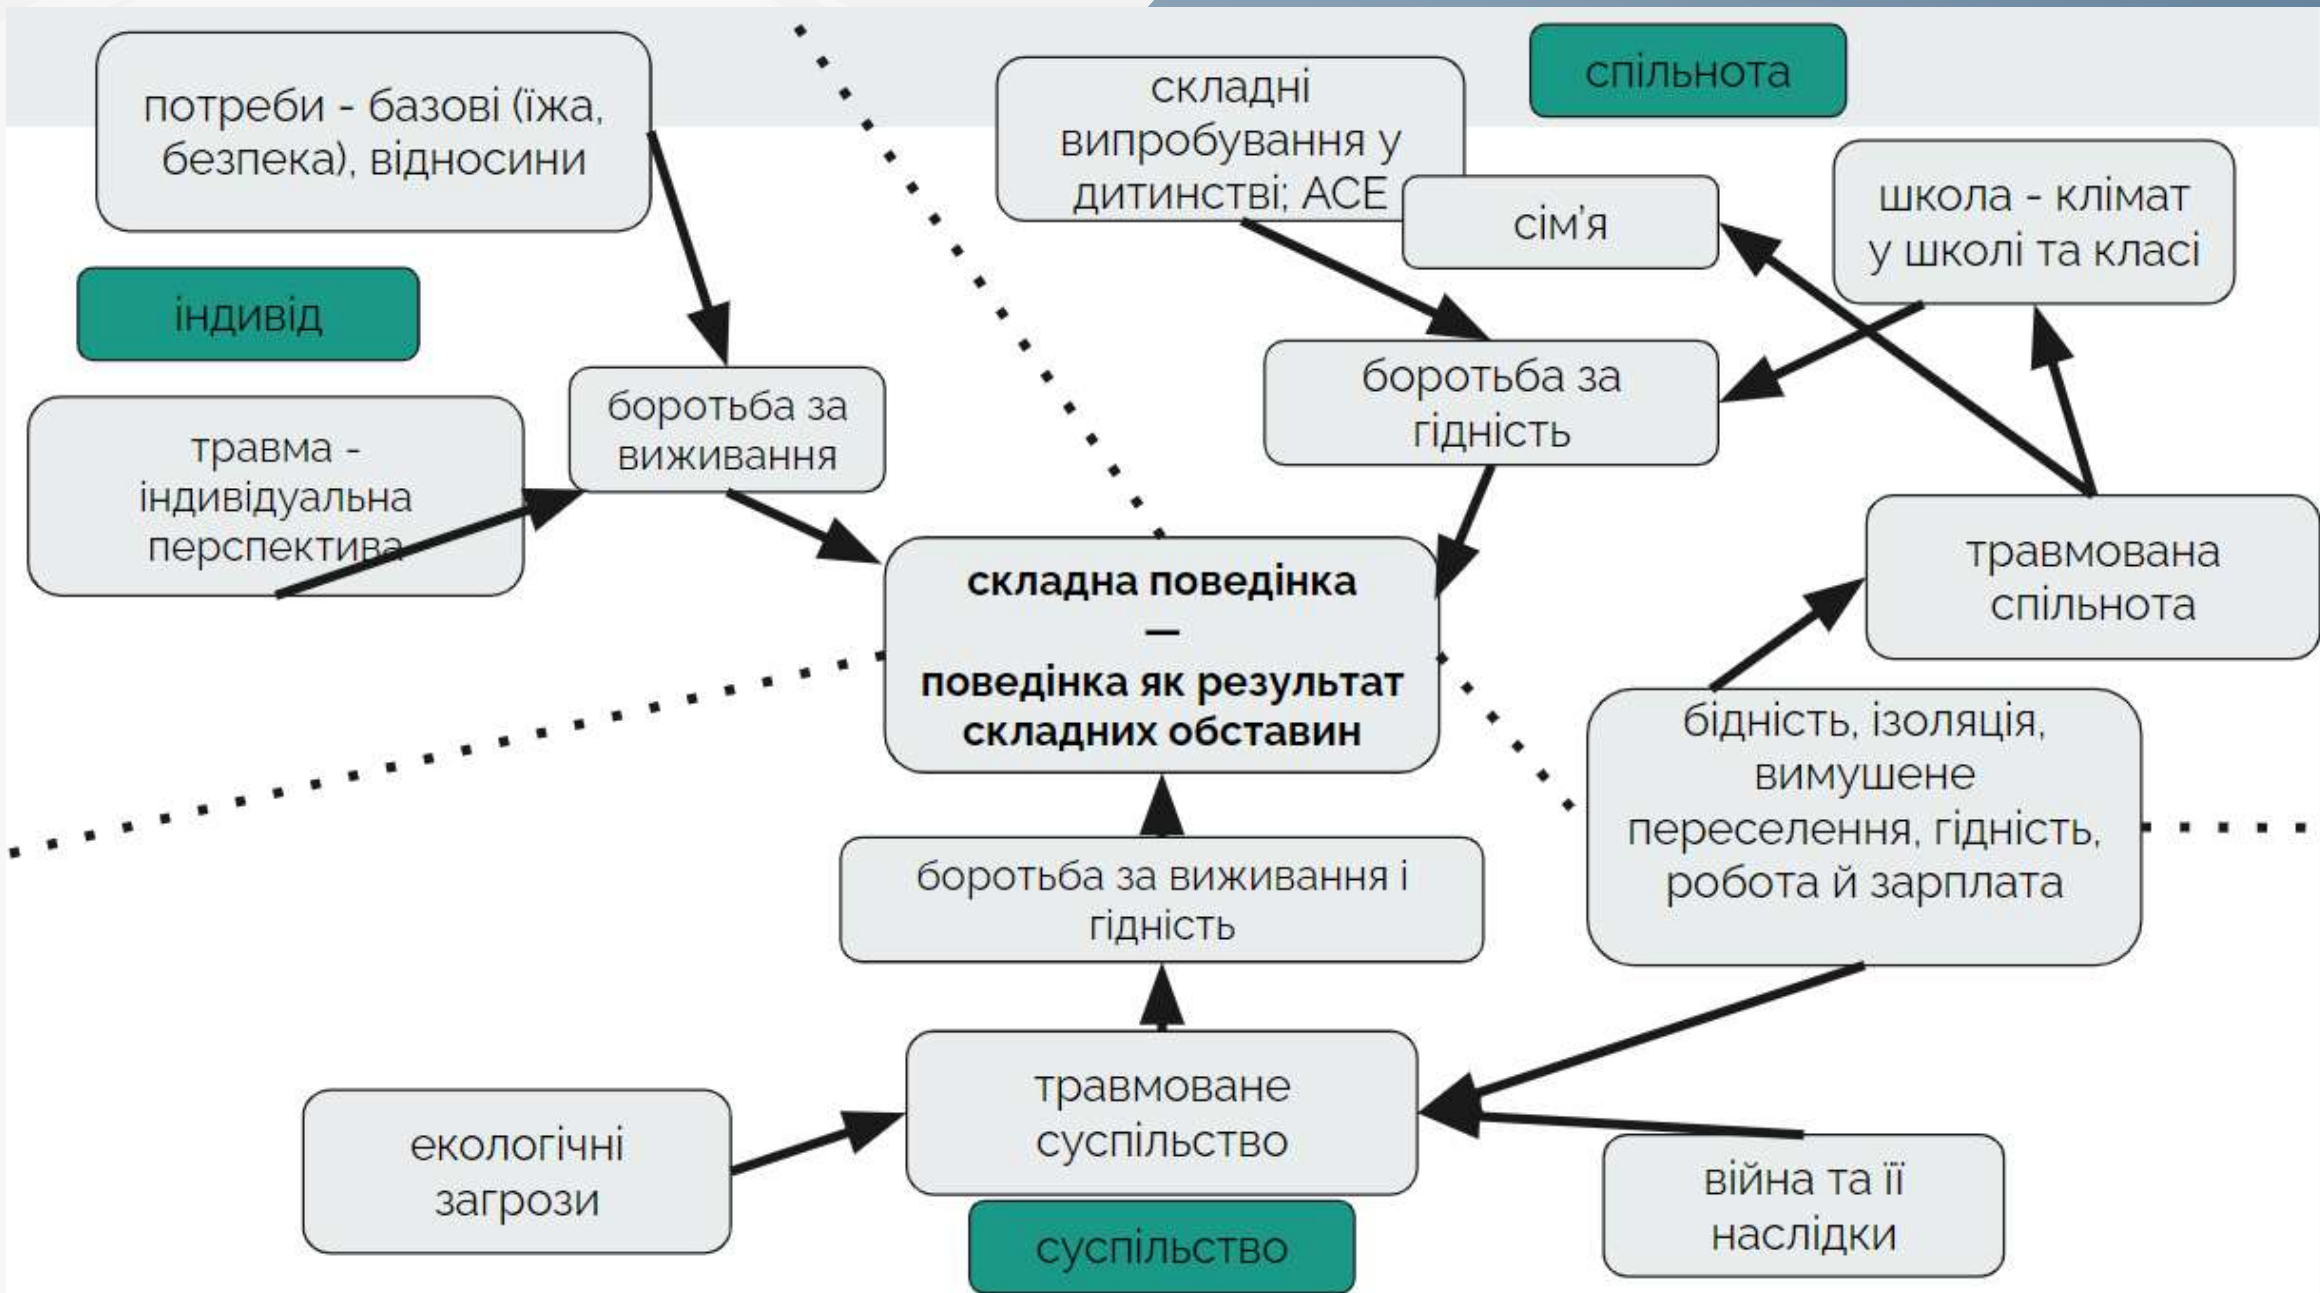 потреби - базові (їжа,
безпека), відносини
індивід
травма -
індивідуальна
перспектива
боротьба за
виживання
складні
випробування у
дитинстві; ACE
спільнота
сім'я
школа - клімат
у школі та класі
боротьба за
гідність
травмована
спільнота
складна поведінка
—
поведінка як результат
складних обставин
бідність, ізоляція,
вимушене
переселення, гідність,
робота й зарплата
боротьба за виживання і
гідність
травмоване
суспільство
екологічні
загрози
війна та її
наслідки
суспільство